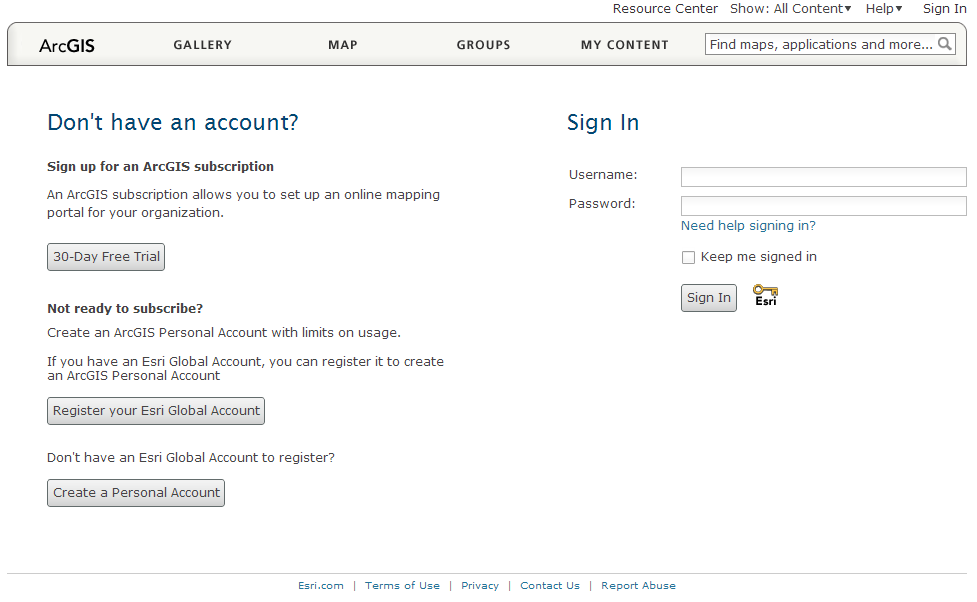 Resource Center Show: All Content▾ Help▾ Sign In
ArcGIS GALLERY MAP GROUPS MY CONTENT Find maps, applications and more...
Don't have an account?
Sign up for an ArcGIS subscription
An ArcGIS subscription allows you to set up an online mapping
portal for your organization.
30-Day Free Trial
Not ready to subscribe?
Create an ArcGIS Personal Account with limits on usage.
If you have an Esri Global Account, you can register it to create
an ArcGIS Personal Account
Register your Esri Global Account
Don't have an Esri Global Account to register?
Create a Personal Account
Sign In
Username:
Password:
Need help signing in?
Keep me signed in
Sign In Esri
Esri.com | Terms of Use | Privacy | Contact Us | Report Abuse